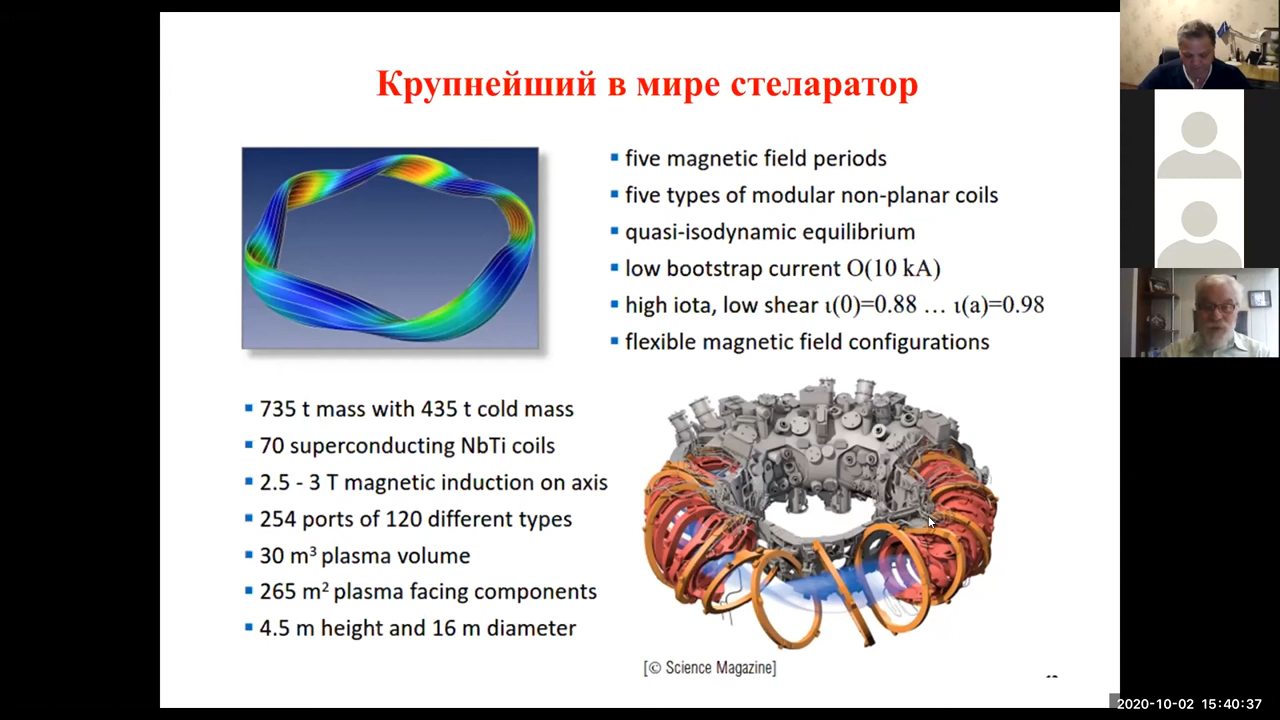 Крупнейший в мире стеларатор
five magnetic field periods
five types of modular non-planar coils
quasi-isodynamic equilibrium
low bootstrap current O(10 kA)
high iota, low shear ι(0)=0.88 … ι(a)=0.98
flexible magnetic field configurations
735 t mass with 435 t cold mass
70 superconducting NbTi coils
2.5 - 3 T magnetic induction on axis
254 ports of 120 different types
30 m³ plasma volume
265 m² plasma facing components
4.5 m height and 16 m diameter
[© Science Magazine]
2020-10-02 15:40:37